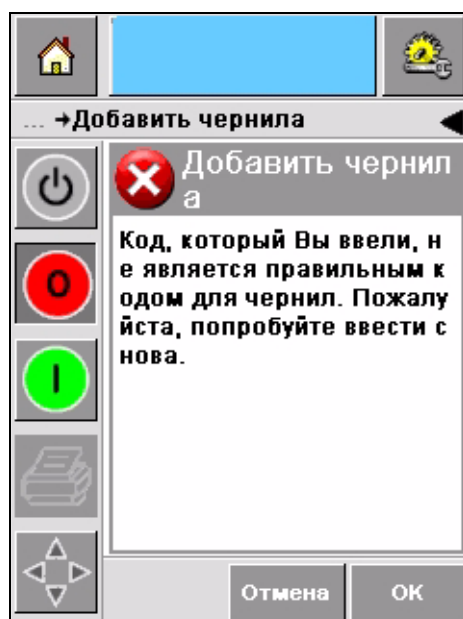 ... →Добавить чернила
Добавить чернил
а
Код, который Вы ввели, н
е является правильным к
одом для чернил. Пожалу
йста, попробуйте ввести с
нова.
O
I
Отмена
OK